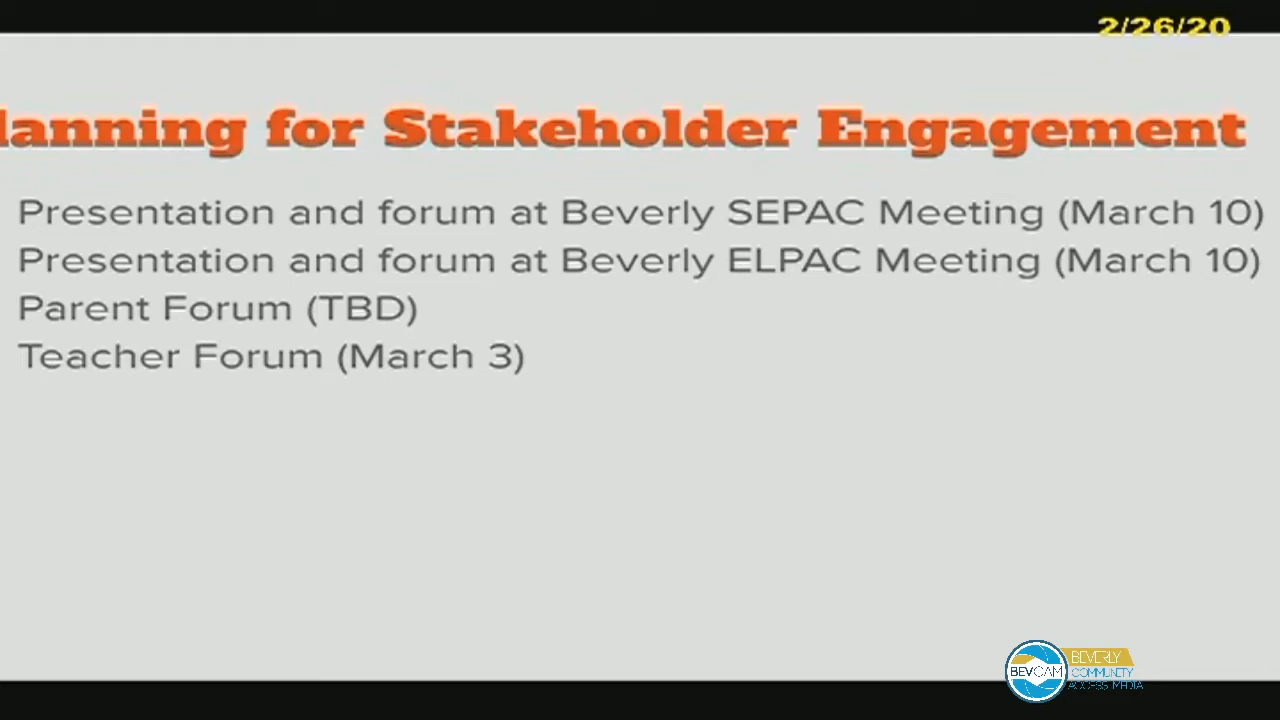 2/26/20
lanning for Stakeholder Engagement
Presentation and forum at Beverly SEPAC Meeting (March 10)
Presentation and forum at Beverly ELPAC Meeting (March 10)
Parent Forum (TBD)
Teacher Forum (March 3)
BEVCAM
BEVERLY
COMMUNITY
ACCESS MEDIA